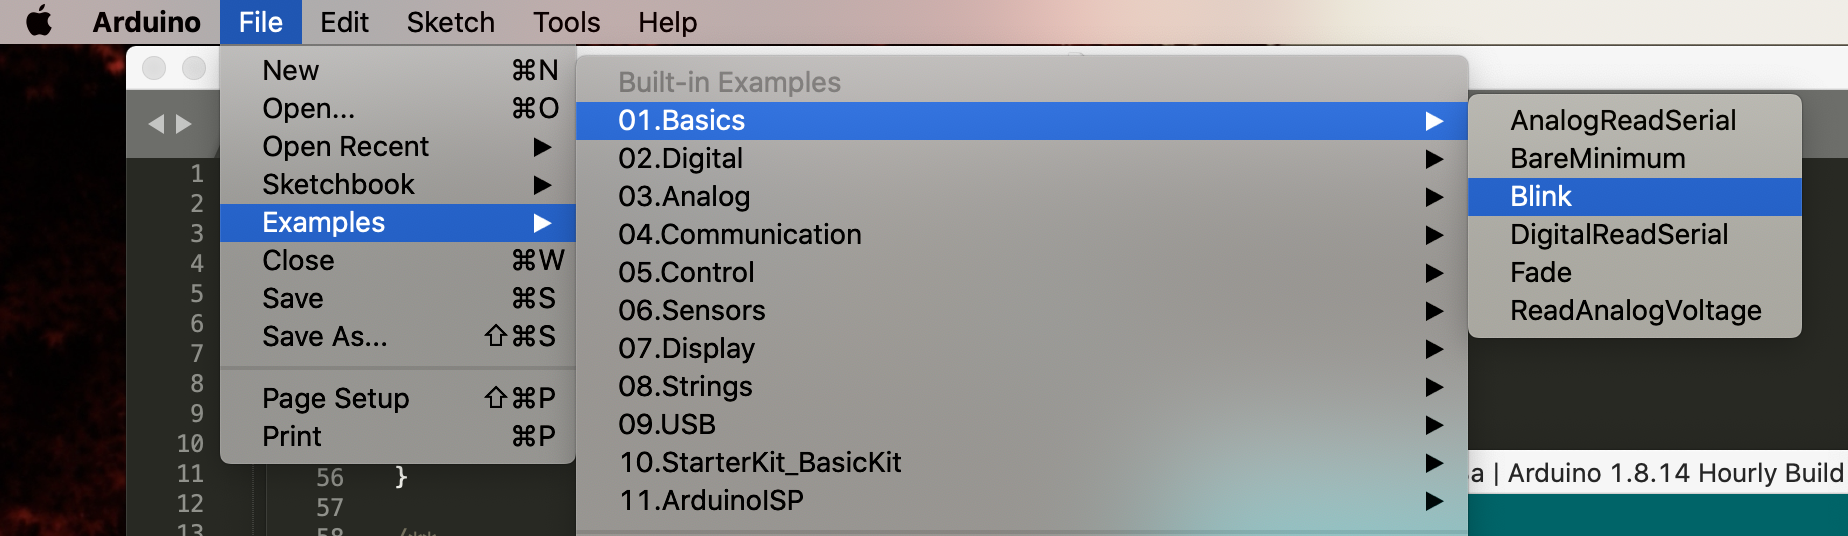 Arduino File Edit Sketch Tools Help
New ⌘N
Open... ⌘O
Open Recent ▶
Sketchbook ▶
Examples ▶
Close ⌘W
Save ⌘S
Save As... ⇧⌘S
Page Setup ⇧⌘P
Print ⌘P
Built-in Examples
01.Basics ▶
02.Digital ▶
03.Analog ▶
04.Communication ▶
05.Control ▶
06.Sensors ▶
07.Display ▶
08.Strings ▶
09.USB ▶
10.StarterKit_BasicKit ▶
11.ArduinoISP ▶
AnalogReadSerial
BareMinimum
Blink
DigitalReadSerial
Fade
ReadAnalogVoltage
1
2
3
4
5
6
7
8
9
10
11
12
13
56 }
57
58
a | Arduino 1.8.14 Hourly Build